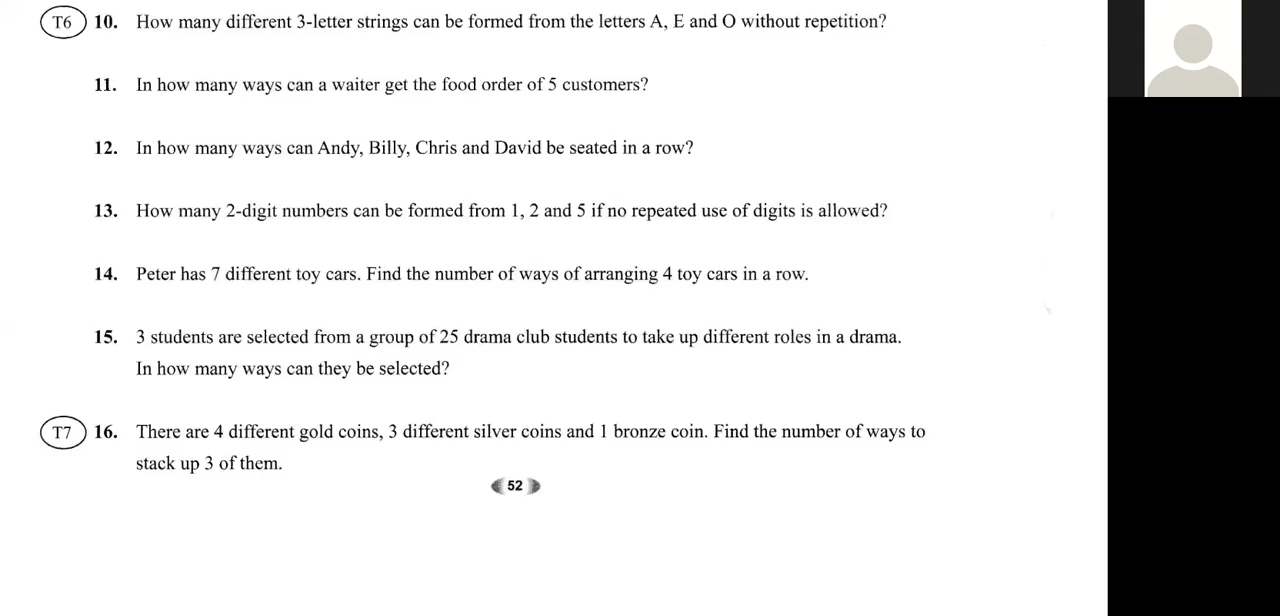 T6 10. How many different 3-letter strings can be formed from the letters A, E and O without repetition?
11. In how many ways can a waiter get the food order of 5 customers?
12. In how many ways can Andy, Billy, Chris and David be seated in a row?
13. How many 2-digit numbers can be formed from 1, 2 and 5 if no repeated use of digits is allowed?
14. Peter has 7 different toy cars. Find the number of ways of arranging 4 toy cars in a row.
15. 3 students are selected from a group of 25 drama club students to take up different roles in a drama.
In how many ways can they be selected?
T7 16. There are 4 different gold coins, 3 different silver coins and 1 bronze coin. Find the number of ways to
stack up 3 of them.
52